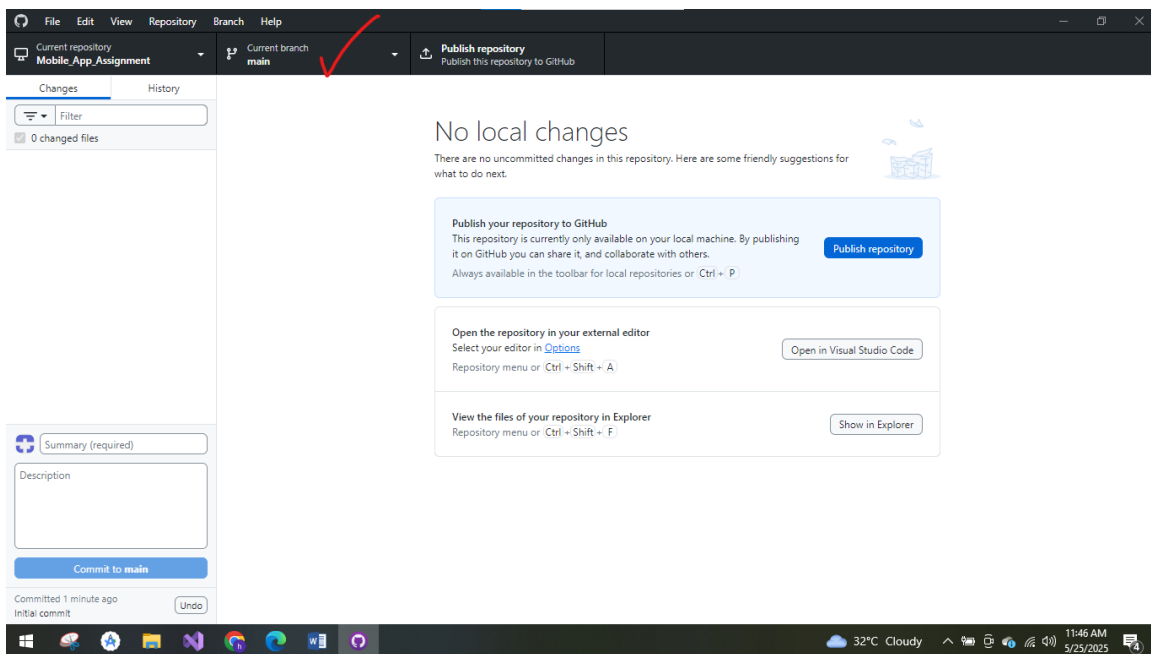 File Edit View Repository Branch Help
Current repository
Mobile_App_Assignment
Current branch
main
Publish repository
Publish this repository to GitHub
Changes History
Filter
0 changed files
No local changes
There are no uncommitted changes in this repository. Here are some friendly suggestions for
what to do next.
Publish your repository to GitHub
This repository is currently only available on your local machine. By publishing
it on GitHub you can share it, and collaborate with others.
Always available in the toolbar for local repositories or Ctrl + P
Publish repository
Open the repository in your external editor
Select your editor in Options
Repository menu or Ctrl + Shift + A
Open in Visual Studio Code
View the files of your repository in Explorer
Repository menu or Ctrl + Shift + F
Show in Explorer
Summary (required)
Description
Commit to main
Committed 1 minute ago
Initial commit
Undo
32°C Cloudy
11:46 AM
5/25/2025
4